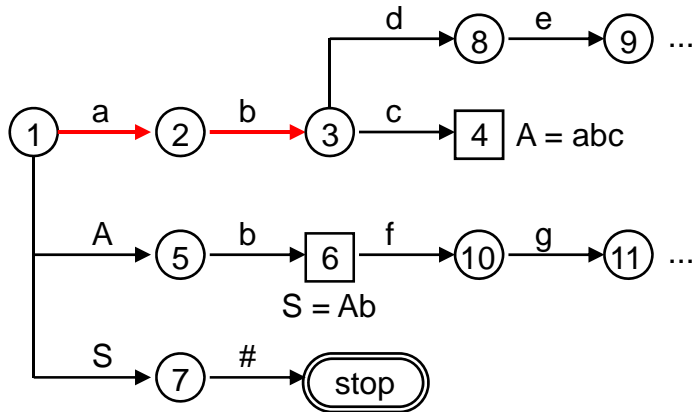 d e
8 9 ...
a b c
1 2 3 4 A = abc
A b f g
5 6 10 11 ...
S = Ab
S #
7 stop